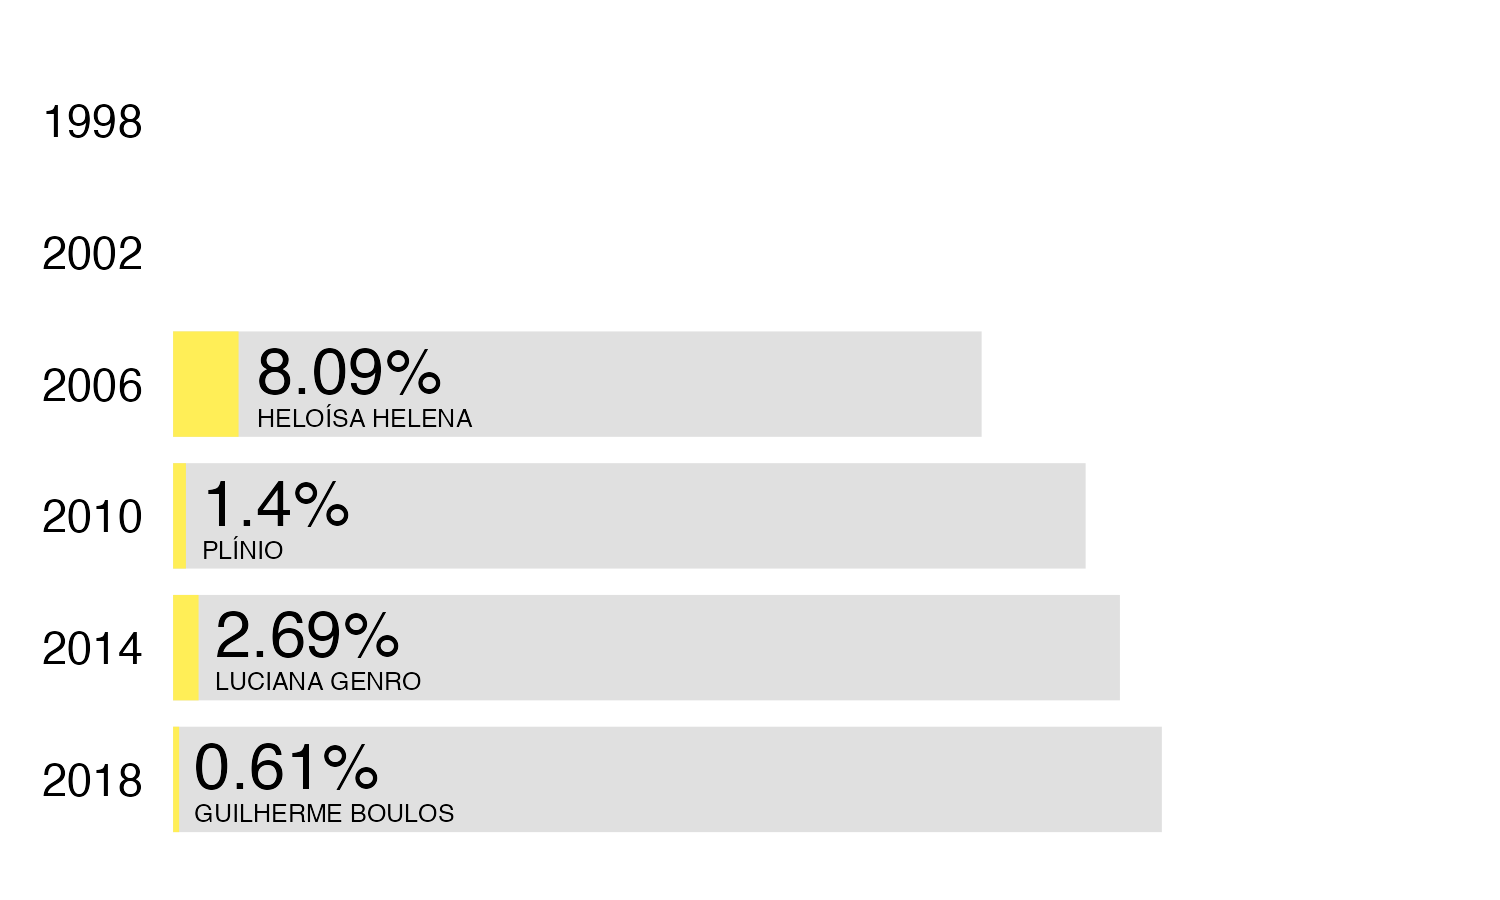 1998
2002
2006
8.09%
HELOÍSA HELENA
2010
1.4%
PLÍNIO
2014
2.69%
LUCIANA GENRO
2018
0.61%
GUILHERME BOULOS